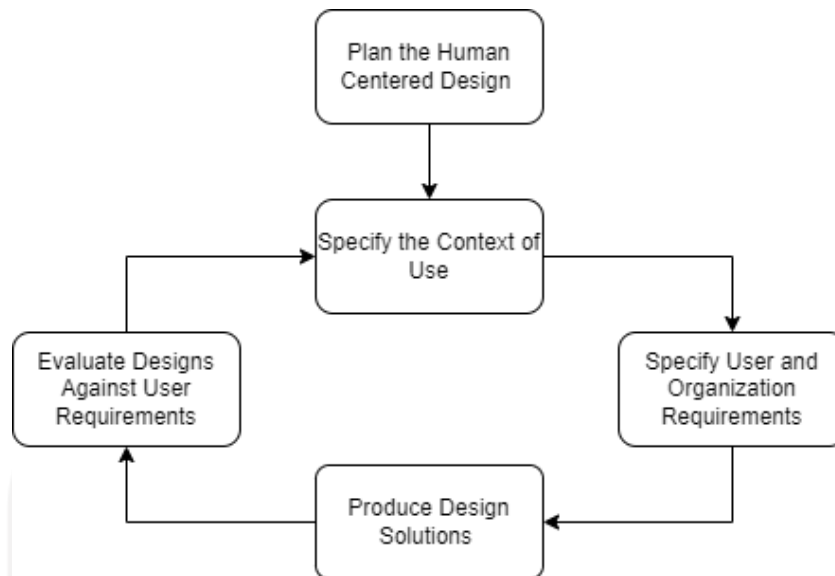 Plan the Human
Centered Design
Specify the Context of
Use
Evaluate Designs
Against User
Requirements
Specify User and
Organization
Requirements
Produce Design
Solutions